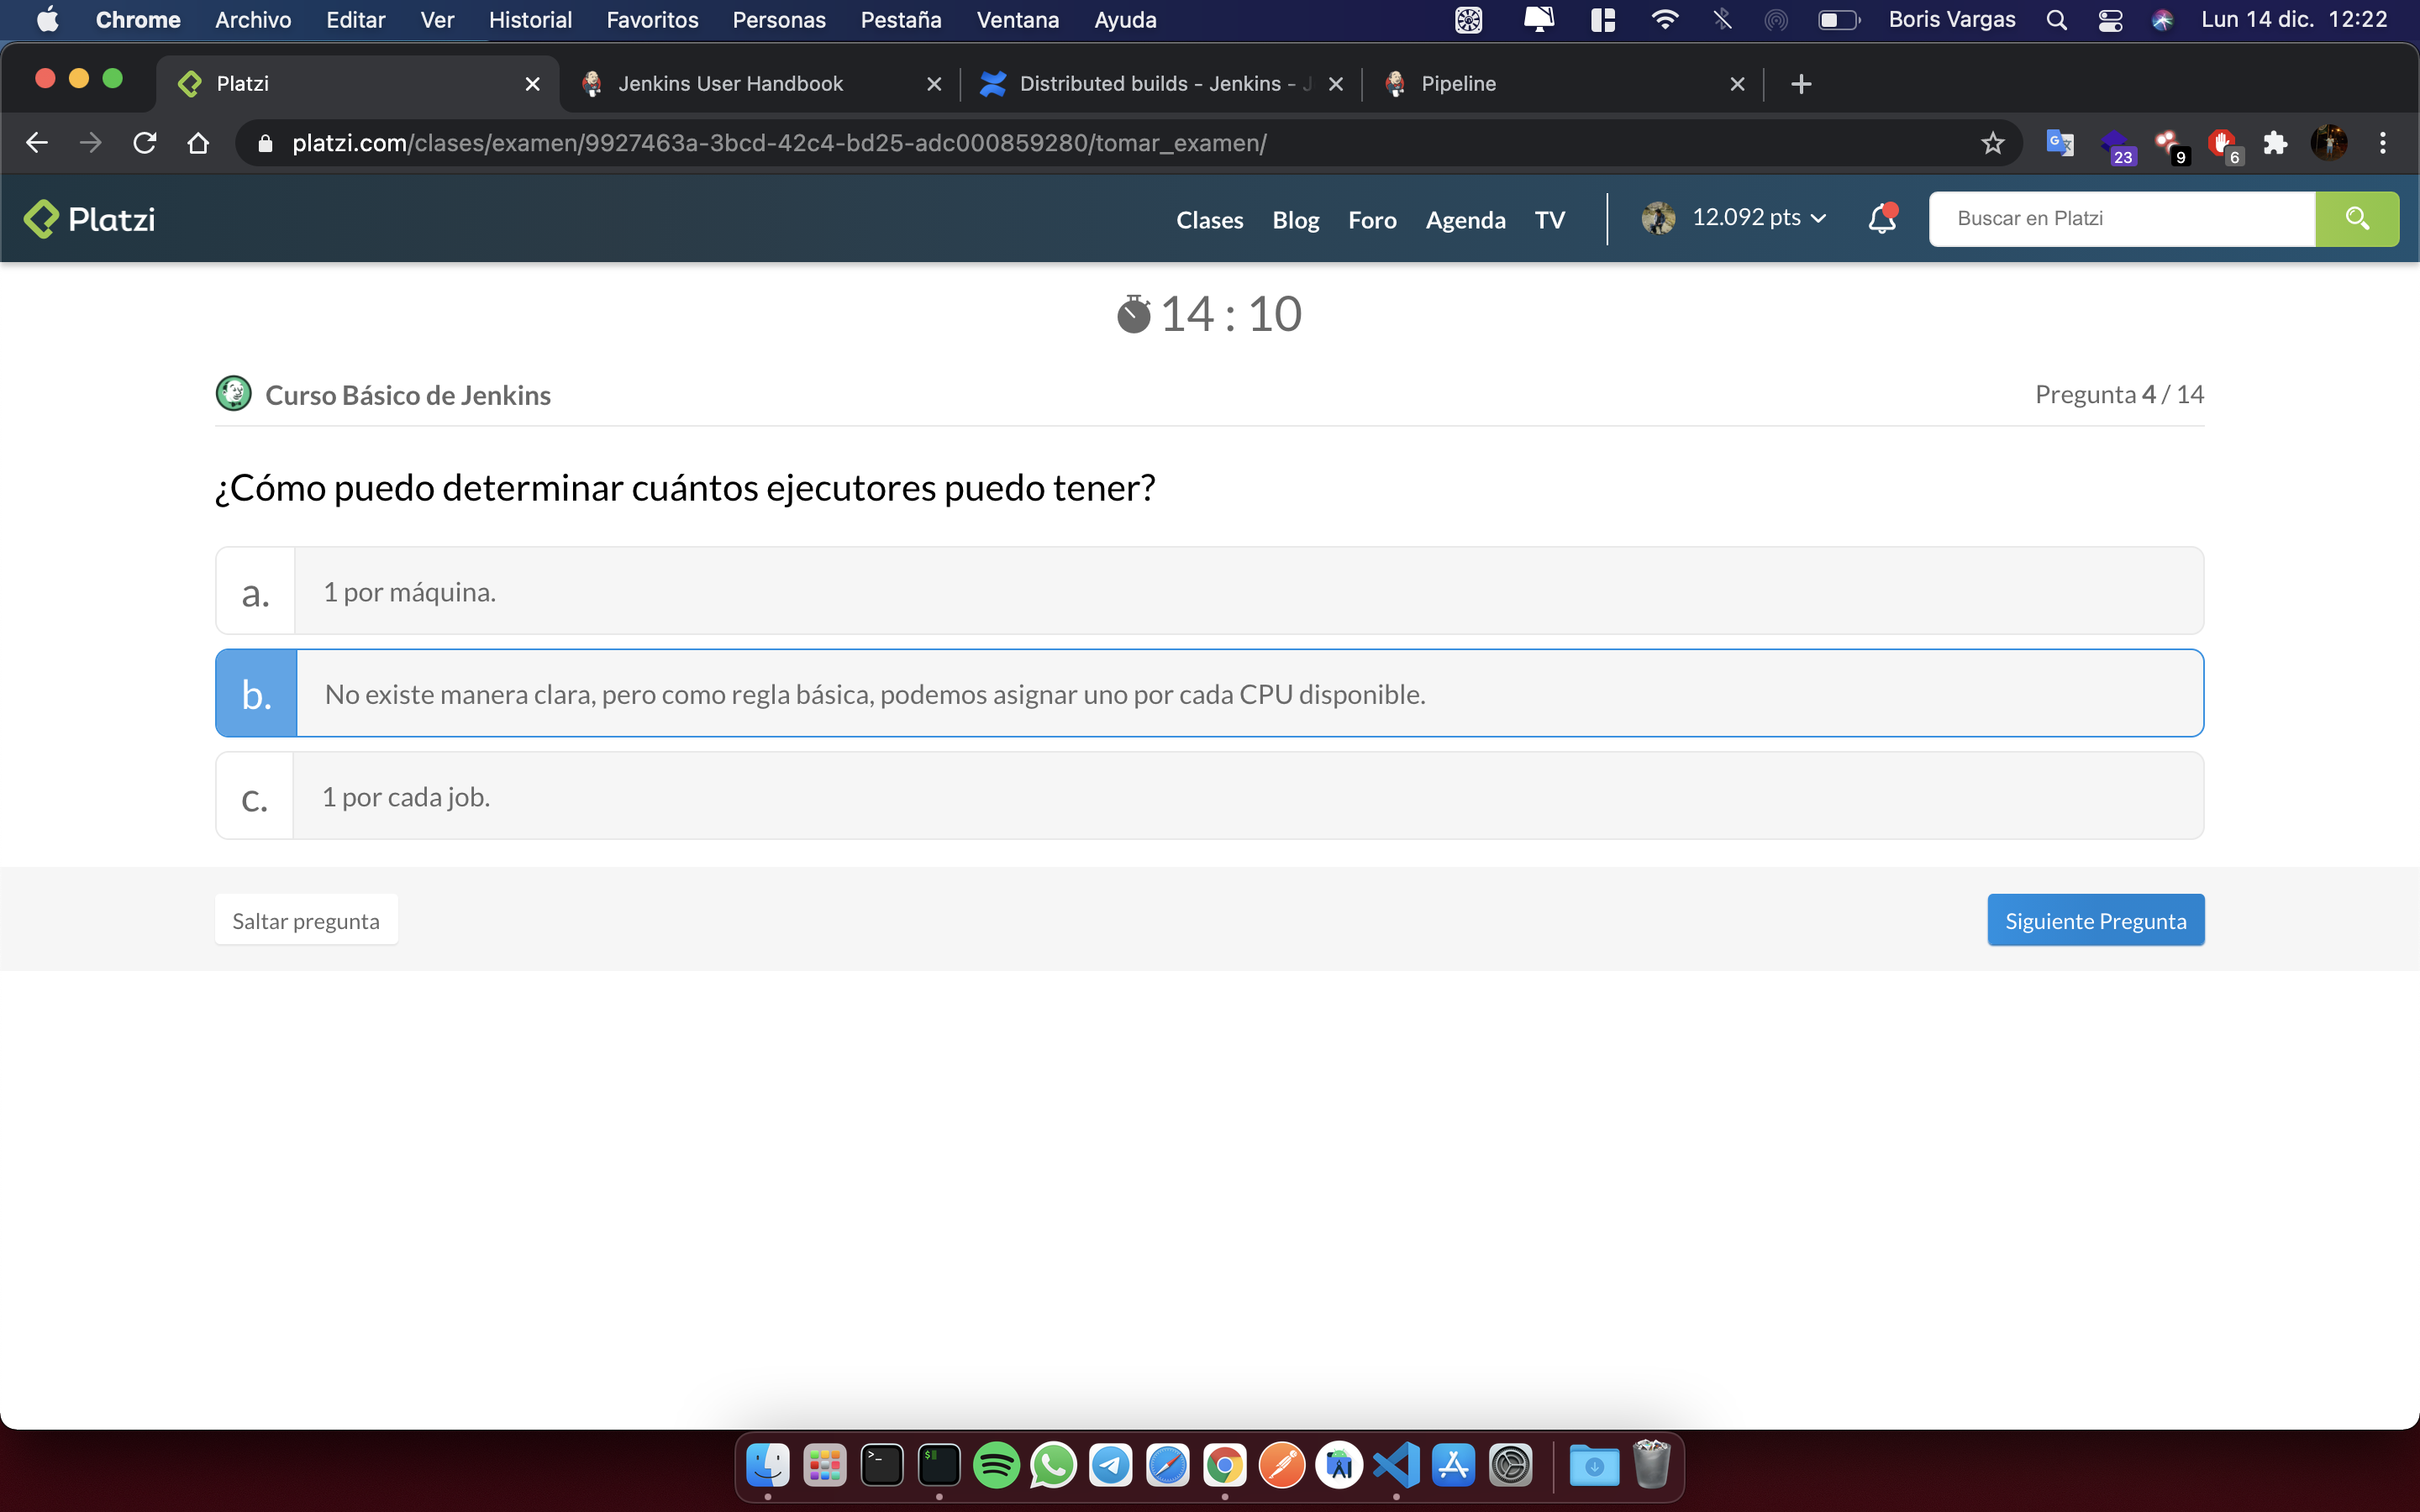 Chrome Archivo Editar Ver Historial Favoritos Personas Pestaña Ventana Ayuda Boris Vargas Lun 14 dic. 12:22
Platzi Jenkins User Handbook Distributed builds - Jenkins - J Pipeline
platzi.com/clases/examen/9927463a-3bcd-42c4-bd25-adc000859280/tomar_examen/ 23 9 6
Platzi Clases Blog Foro Agenda TV 12.092 pts Buscar en Platzi
14 : 10
Curso Básico de Jenkins Pregunta 4 / 14
¿Cómo puedo determinar cuántos ejecutores puedo tener?
a. 1 por máquina.
b. No existe manera clara, pero como regla básica, podemos asignar uno por cada CPU disponible.
c. 1 por cada job.
Saltar pregunta Siguiente Pregunta